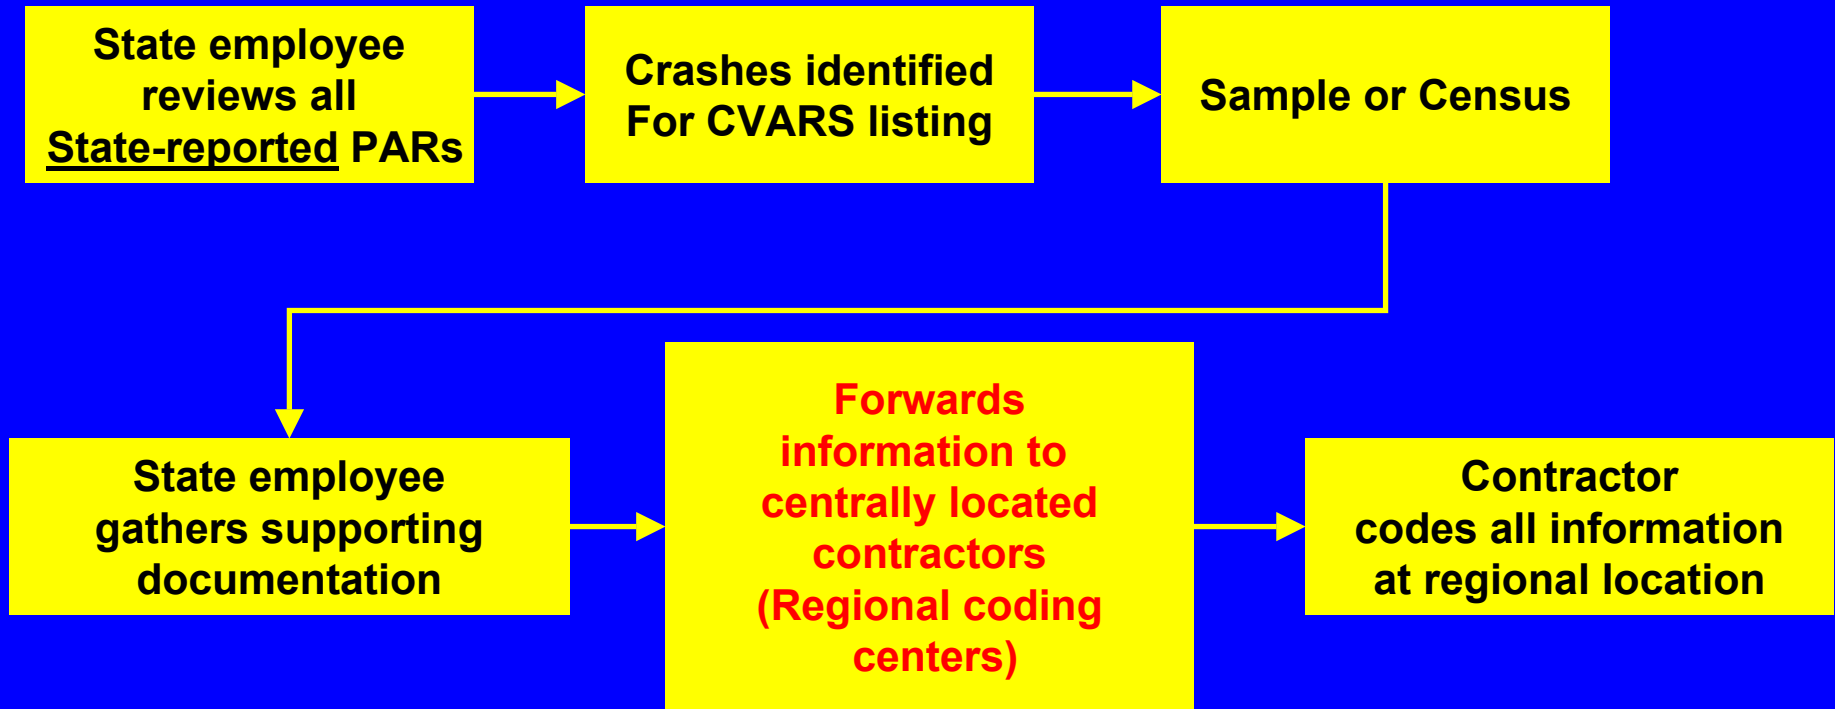 State employee
reviews all
State-reported PARs
Crashes identified
For CVARS listing
Sample or Census
State employee
gathers supporting
documentation
Forwards
information to
centrally located
contractors
(Regional coding
centers)
Contractor
codes all information
at regional location